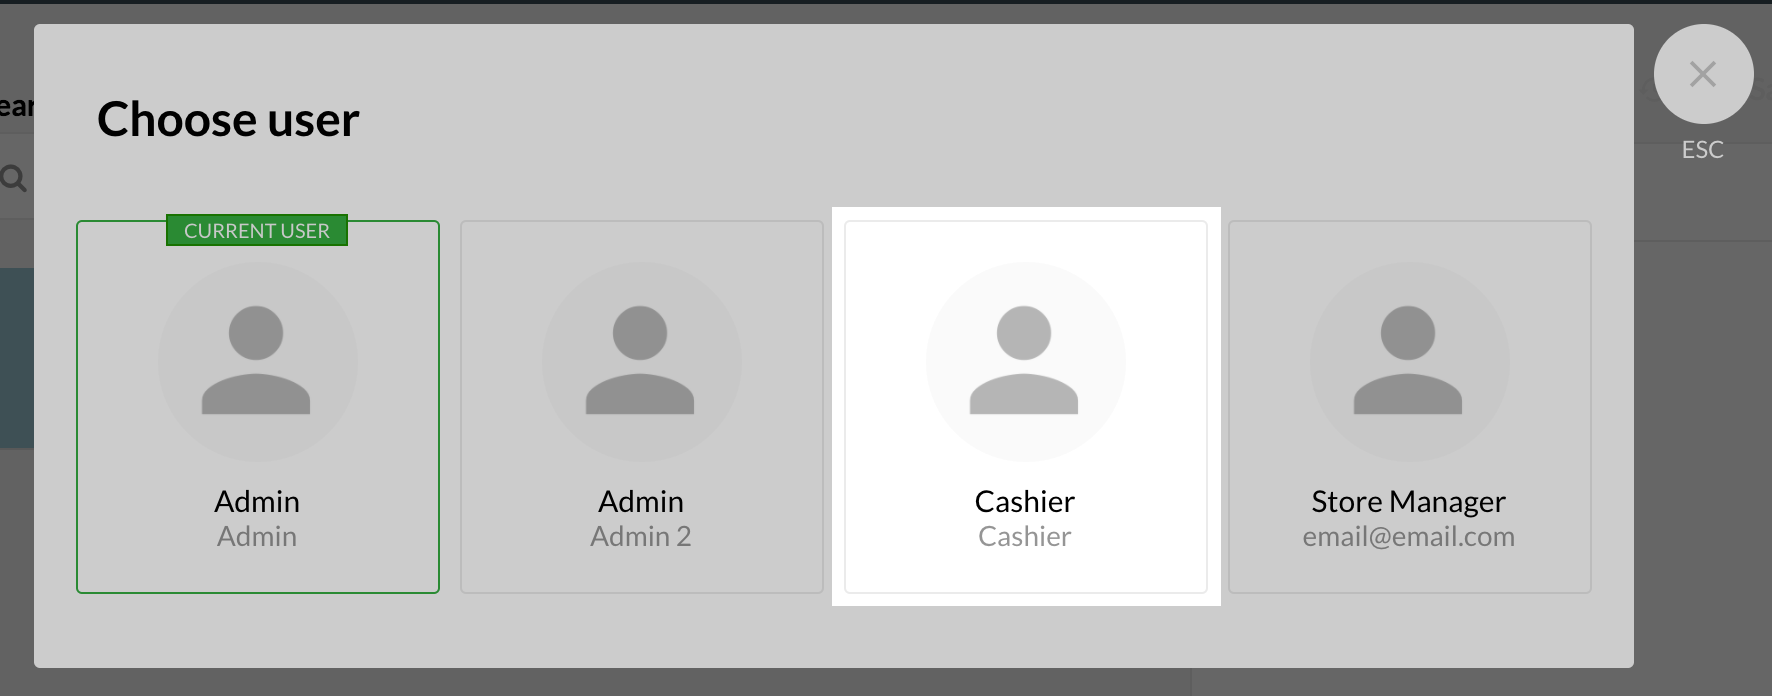 ear
Choose user
ESC
CURRENT USER
Admin
Admin
Admin
Admin 2
Cashier
Cashier
Store Manager
email@email.com